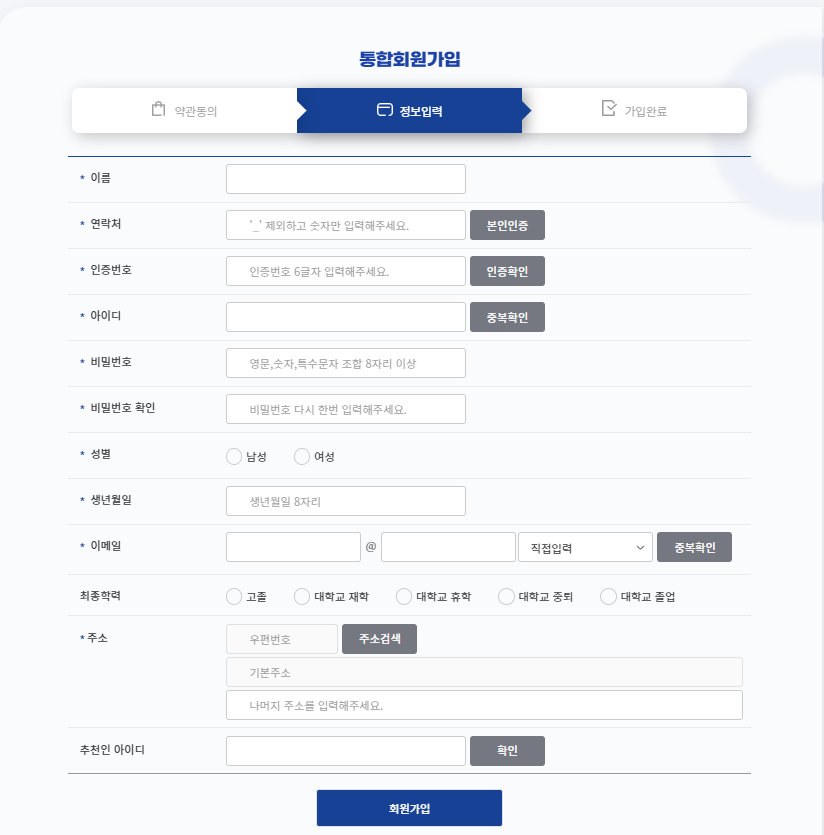 통합회원가입
약관동의 정보입력 가입완료
* 이름
* 연락처 '_' 제외하고 숫자만 입력해주세요. 본인인증
* 인증번호 인증번호 6글자 입력해주세요. 인증확인
* 아이디 중복확인
* 비밀번호 영문,숫자,특수문자 조합 8자리 이상
* 비밀번호 확인 비밀번호 다시 한번 입력해주세요.
* 성별 남성 여성
* 생년월일 생년월일 8자리
* 이메일 @ 직접입력 중복확인
최종학력 고졸 대학교 재학 대학교 휴학 대학교 중퇴 대학교 졸업
* 주소 우편번호 주소검색
기본주소
나머지 주소를 입력해주세요.
추천인 아이디 확인
회원가입